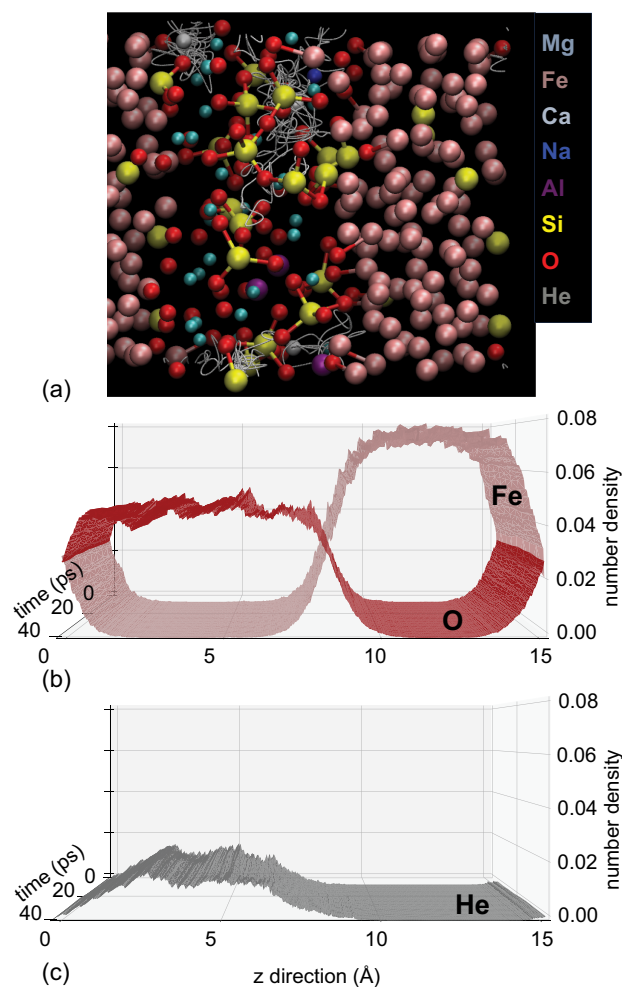 Mg
Fe
Ca
Na
Al
Si
O
He
(a)
0.08
0.06
Fe
0.04
number density
time (ps)
0
20
40
0.02
O
0.00
0
5
10
15
(b)
0.08
0.06
0.04
number density
time (ps)
0
20
40
0.02
He
0.00
0
5
10
15
(c)
z direction (Å)